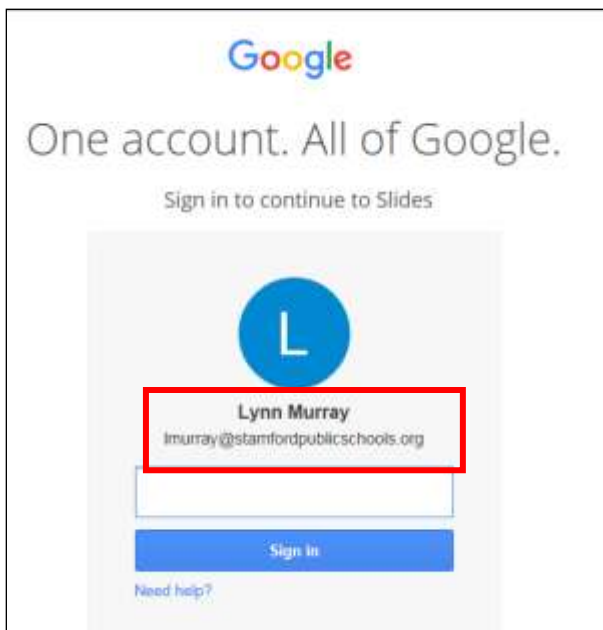 Google
One account. All of Google.
Sign in to continue to Slides
L
Lynn Murray
lmurray@stamfordpublicschools.org
Sign in
Need help?